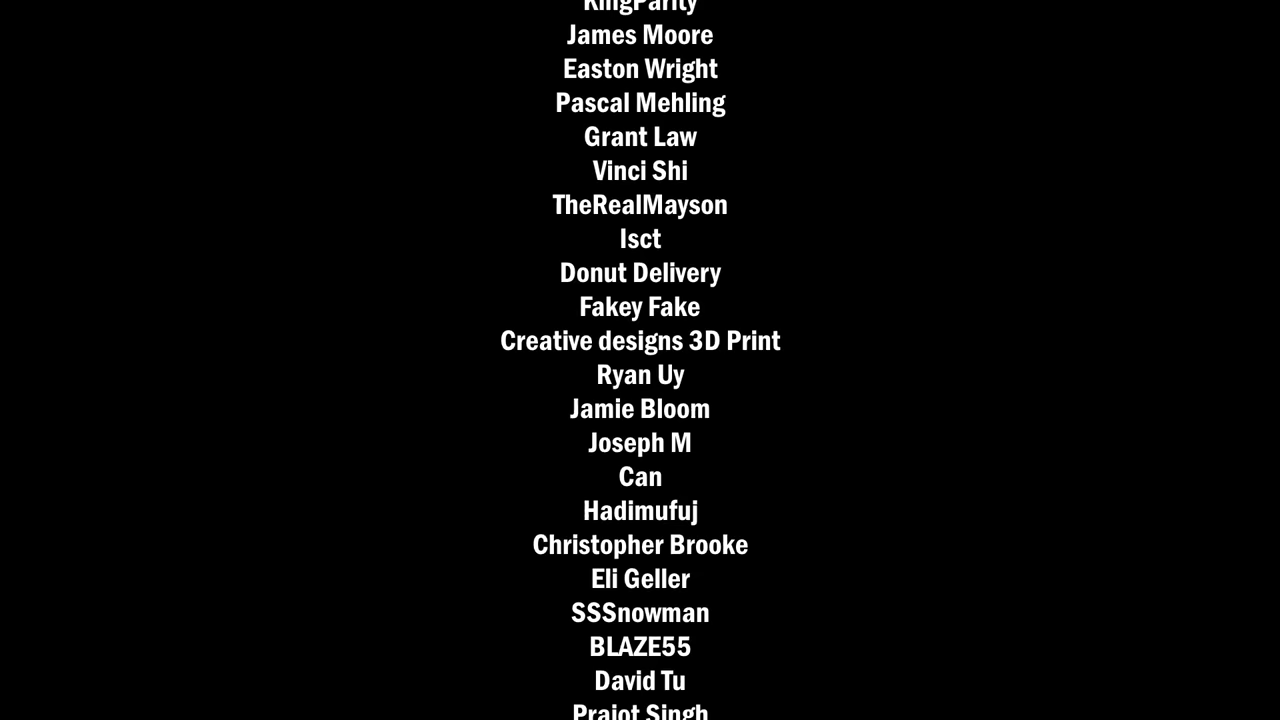 KingParity
James Moore
Easton Wright
Pascal Mehling
Grant Law
Vinci Shi
TheRealMayson
Isct
Donut Delivery
Fakey Fake
Creative designs 3D Print
Ryan Uy
Jamie Bloom
Joseph M
Can
Hadimufuj
Christopher Brooke
Eli Geller
SSSnowman
BLAZE55
David Tu
Prajot Singh